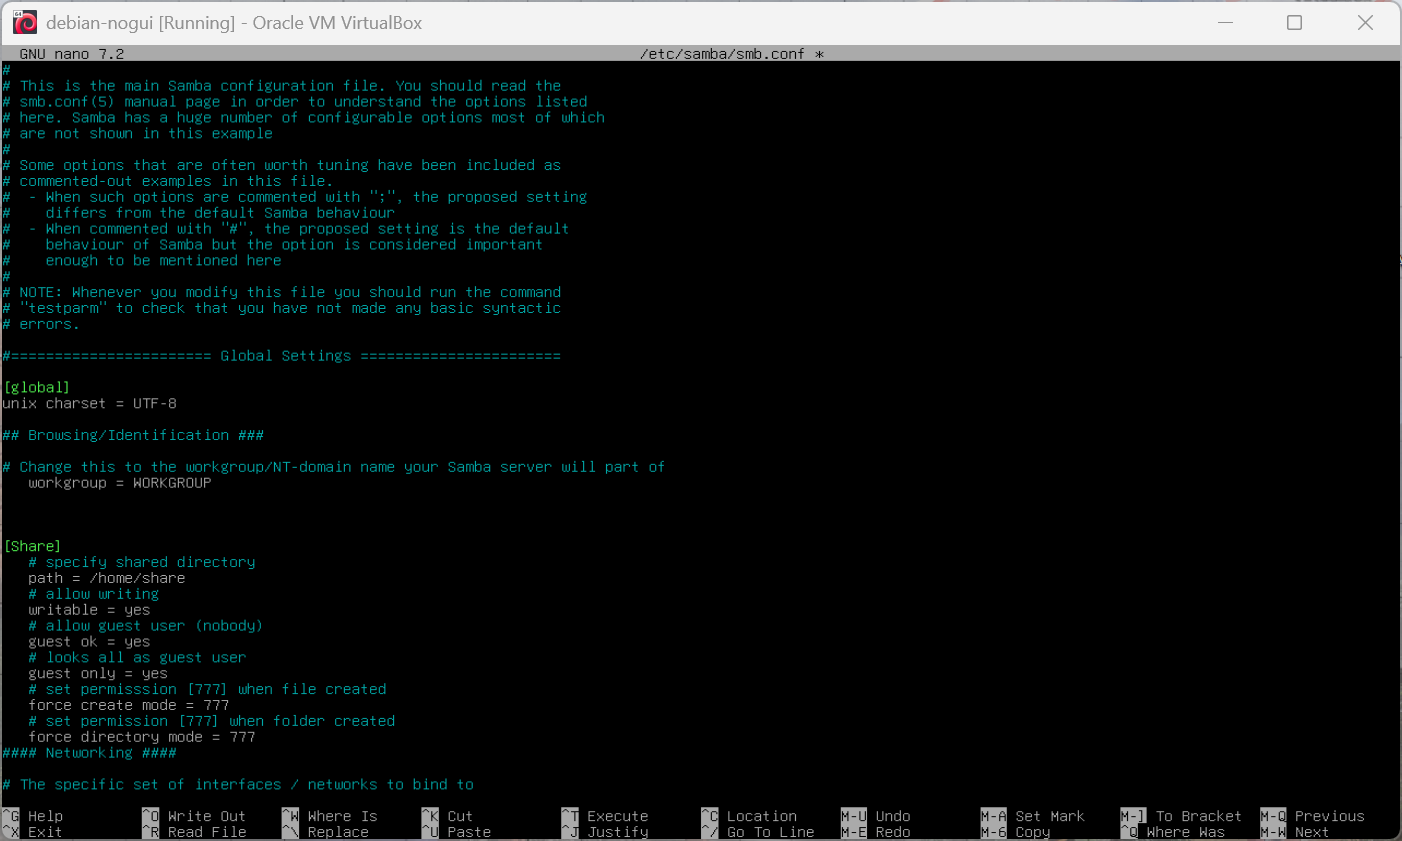 debian-nogui [Running] - Oracle VM VirtualBox
GNU nano 7.2 /etc/samba/smb.conf *
#
# This is the main Samba configuration file. You should read the
# smb.conf(5) manual page in order to understand the options listed
# here. Samba has a huge number of configurable options most of which
# are not shown in this example
#
# Some options that are often worth tuning have been included as
# commented-out examples in this file.
#  - When such options are commented with ";", the proposed setting
#    differs from the default Samba behaviour
#  - When commented with "#", the proposed setting is the default
#    behaviour of Samba but the option is considered important
#    enough to be mentioned here
#
# NOTE: Whenever you modify this file you should run the command
# "testparm" to check that you have not made any basic syntactic
# errors.
#======================= Global Settings =======================
[global]
unix charset = UTF-8
## Browsing/Identification ###
# Change this to the workgroup/NT-domain name your Samba server will part of
   workgroup = WORKGROUP
[Share]
   # specify shared directory
   path = /home/share
   # allow writing
   writable = yes
   # allow guest user (nobody)
   guest ok = yes
   # looks all as guest user
   guest only = yes
   # set permisssion [777] when file created
   force create mode = 777
   # set permission [777] when folder created
   force directory mode = 777
#### Networking ####
# The specific set of interfaces / networks to bind to
^G Help ^O Write Out ^W Where Is ^K Cut ^T Execute ^C Location M-U Undo M-A Set Mark M-] To Bracket M-Q Previous
^X Exit ^R Read File ^\ Replace ^U Paste ^J Justify ^/ Go To Line M-E Redo M-6 Copy ^Q Where Was M-W Next